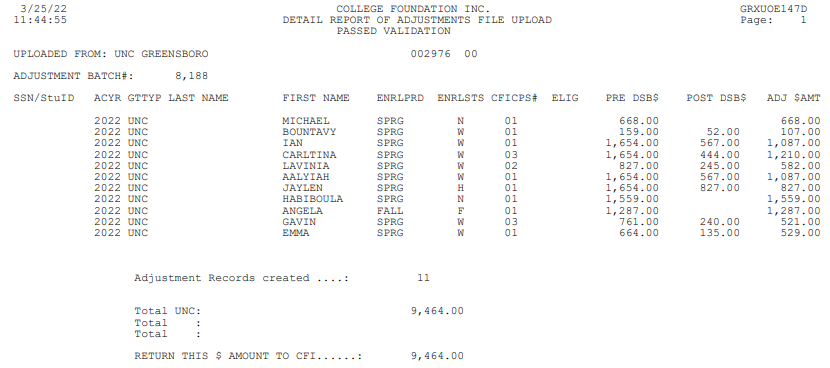 3/25/22 COLLEGE FOUNDATION INC. GRXUOE147D
11:44:55 DETAIL REPORT OF ADJUSTMENTS FILE UPLOAD Page: 1
PASSED VALIDATION
UPLOADED FROM: UNC GREENSBORO 002976 00
ADJUSTMENT BATCH#: 8,188
SSN/StuID ACYR GTTYP LAST NAME FIRST NAME ENRLPRD ENRLSTS CFICPS# ELIG PRE DSB$ POST DSB$ ADJ $AMT
2022 UNC MICHAEL SPRG N 01 668.00 668.00
2022 UNC BOUNTAVY SPRG W 01 159.00 52.00 107.00
2022 UNC IAN SPRG W 01 1,654.00 567.00 1,087.00
2022 UNC CARLTINA SPRG W 03 1,654.00 444.00 1,210.00
2022 UNC LAVINIA SPRG W 02 827.00 245.00 582.00
2022 UNC AALYIAH SPRG W 01 1,654.00 567.00 1,087.00
2022 UNC JAYLEN SPRG H 01 1,654.00 827.00 827.00
2022 UNC HABIBOULA SPRG N 01 1,559.00 1,559.00
2022 UNC ANGELA FALL F 01 1,287.00 1,287.00
2022 UNC GAVIN SPRG W 03 761.00 240.00 521.00
2022 UNC EMMA SPRG W 01 664.00 135.00 529.00
Adjustment Records created ....: 11
Total UNC: 9,464.00
Total :
Total :
RETURN THIS $ AMOUNT TO CFI......: 9,464.00